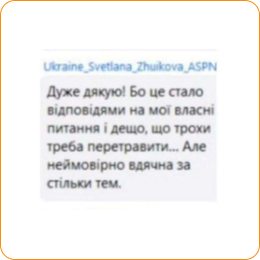 Ukraine_Svetlana_Zhuikova_ASPN
Дуже дякую! Бо це стало
відповідями на мої власні
питання і дещо, що трохи
треба перетравити... Але
неймовірно вдячна за
стільки тем.